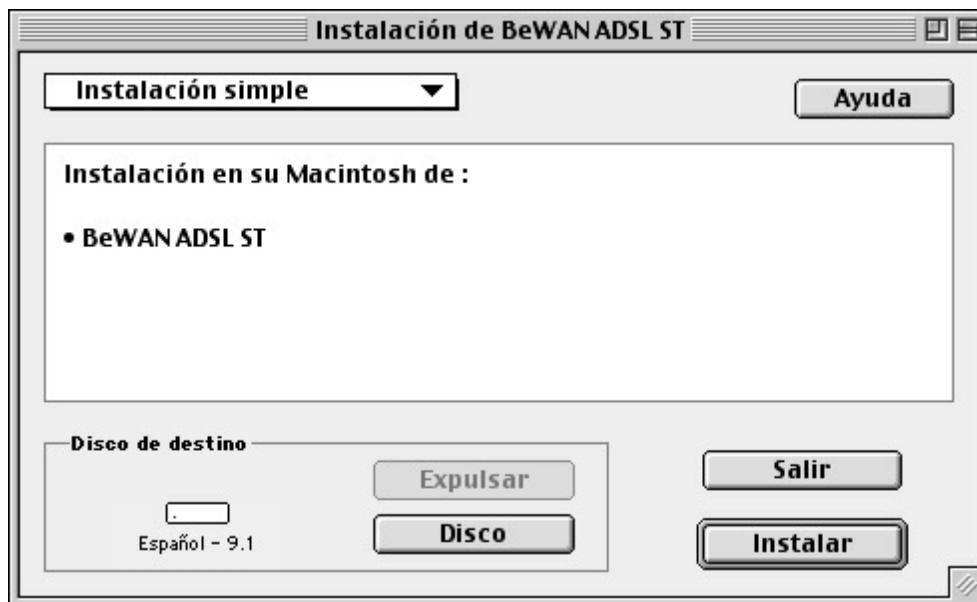 Instalación de BeWAN ADSL ST
Instalación simple
Ayuda
Instalación en su Macintosh de :
• BeWAN ADSL ST
Disco de destino
Expulsar
Salir
Español - 9.1
Disco
Instalar